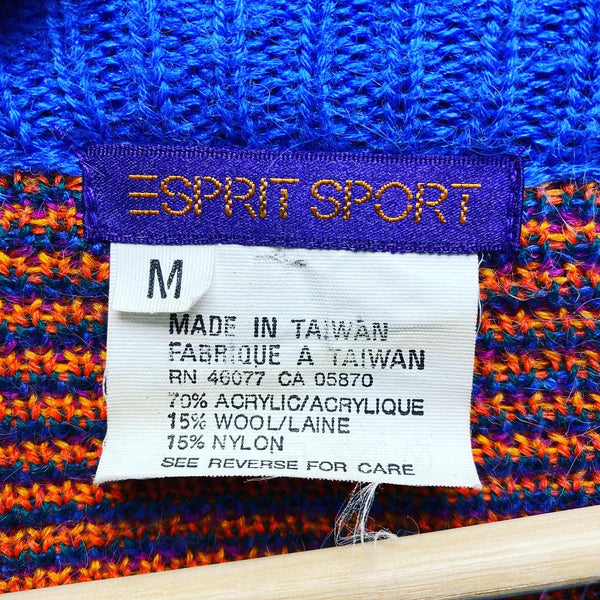 ESPRIT SPORT
M
MADE IN TAIWAN
FABRIQUE A TAIWAN
RN 46077 CA 05870
70% ACRYLIC/ACRYLIQUE
15% WOOL/LAINE
15% NYLON
SEE REVERSE FOR CARE